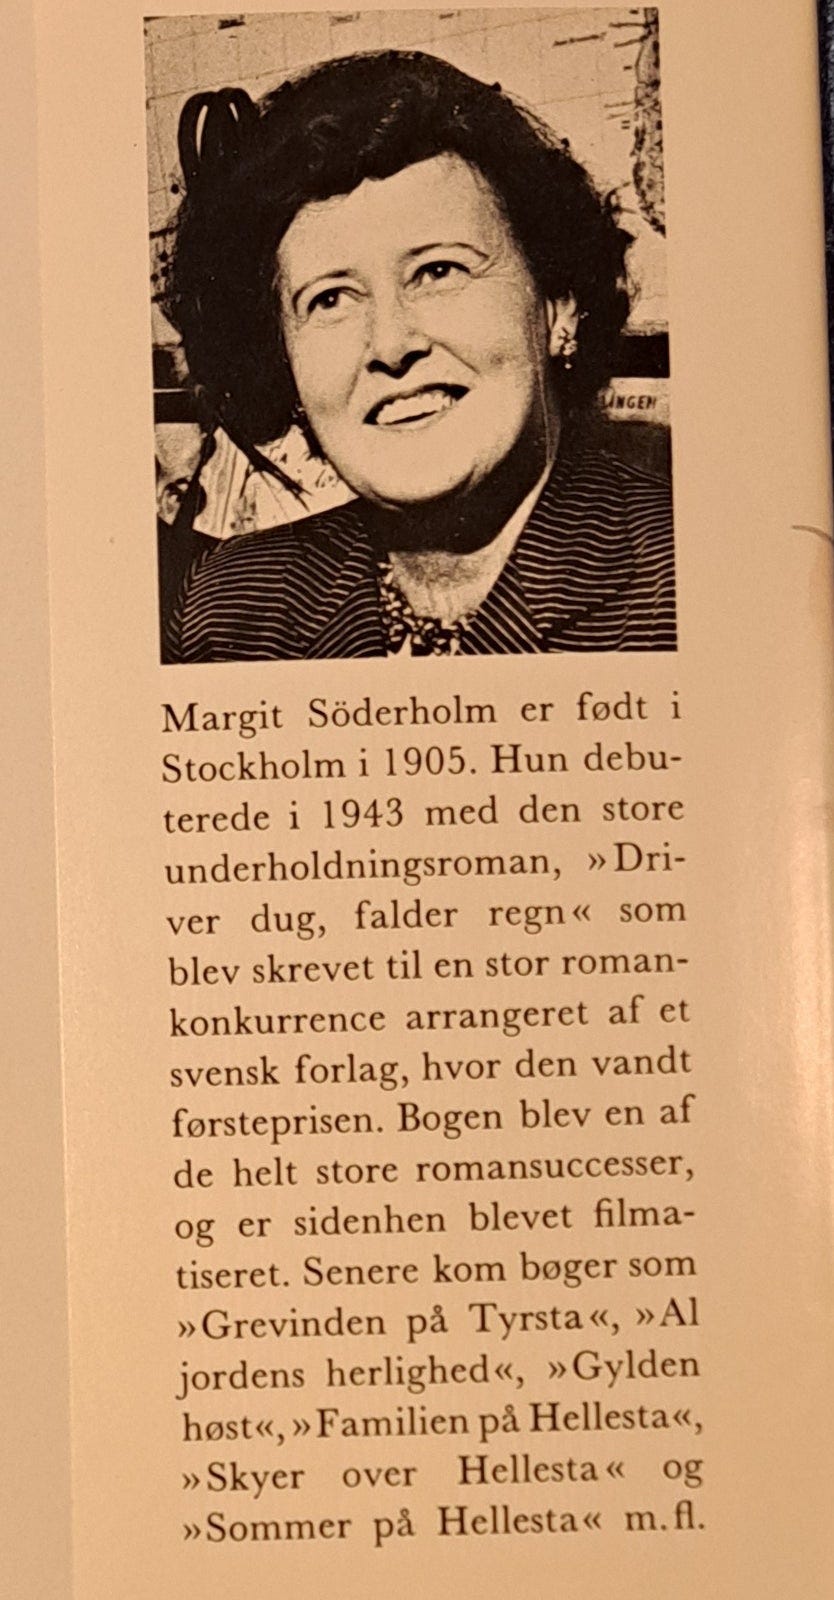 LINGEN
Margit Söderholm er født i
Stockholm i 1905. Hun debu-
terede i 1943 med den store
underholdningsroman, »Dri-
ver dug, falder regn« som
blev skrevet til en stor roman-
konkurrence arrangeret af et
svensk forlag, hvor den vandt
førsteprisen. Bogen blev en af
de helt store romansuccesser,
og er sidenhen blevet filma-
tiseret. Senere kom bøger som
»Grevinden på Tyrsta«, »Al
jordens herlighed«, »Gylden
høst«, »Familien på Hellesta«,
»Skyer over Hellesta« og
»Sommer på Hellesta« m.fl.